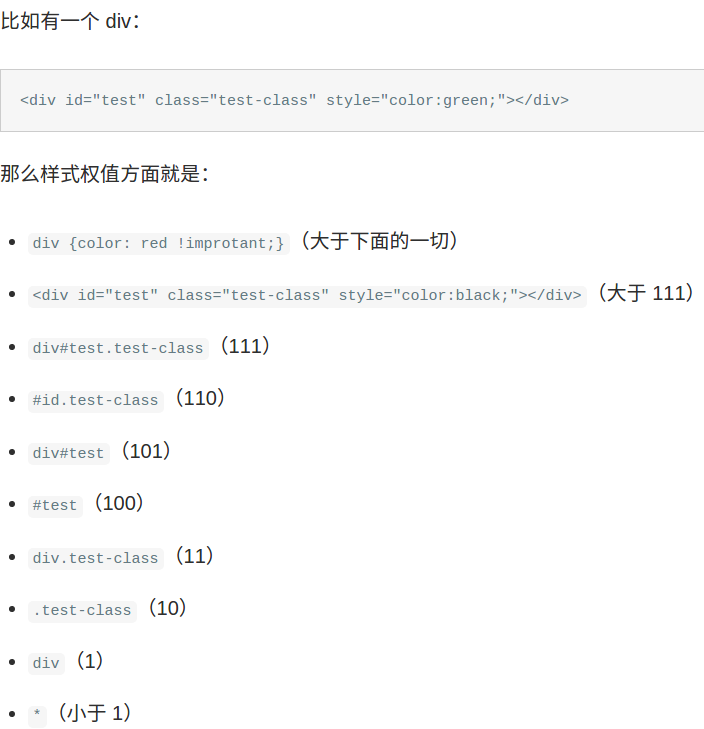 比如有一个 div：
<div id="test" class="test-class" style="color:green;"></div>
那么样式权值方面就是：
div {color: red !improtant;}（大于下面的一切）
<div id="test" class="test-class" style="color:black;"></div>（大于 111）
div#test.test-class（111）
#id.test-class（110）
div#test（101）
#test（100）
div.test-class（11）
.test-class（10）
div（1）
*（小于 1）